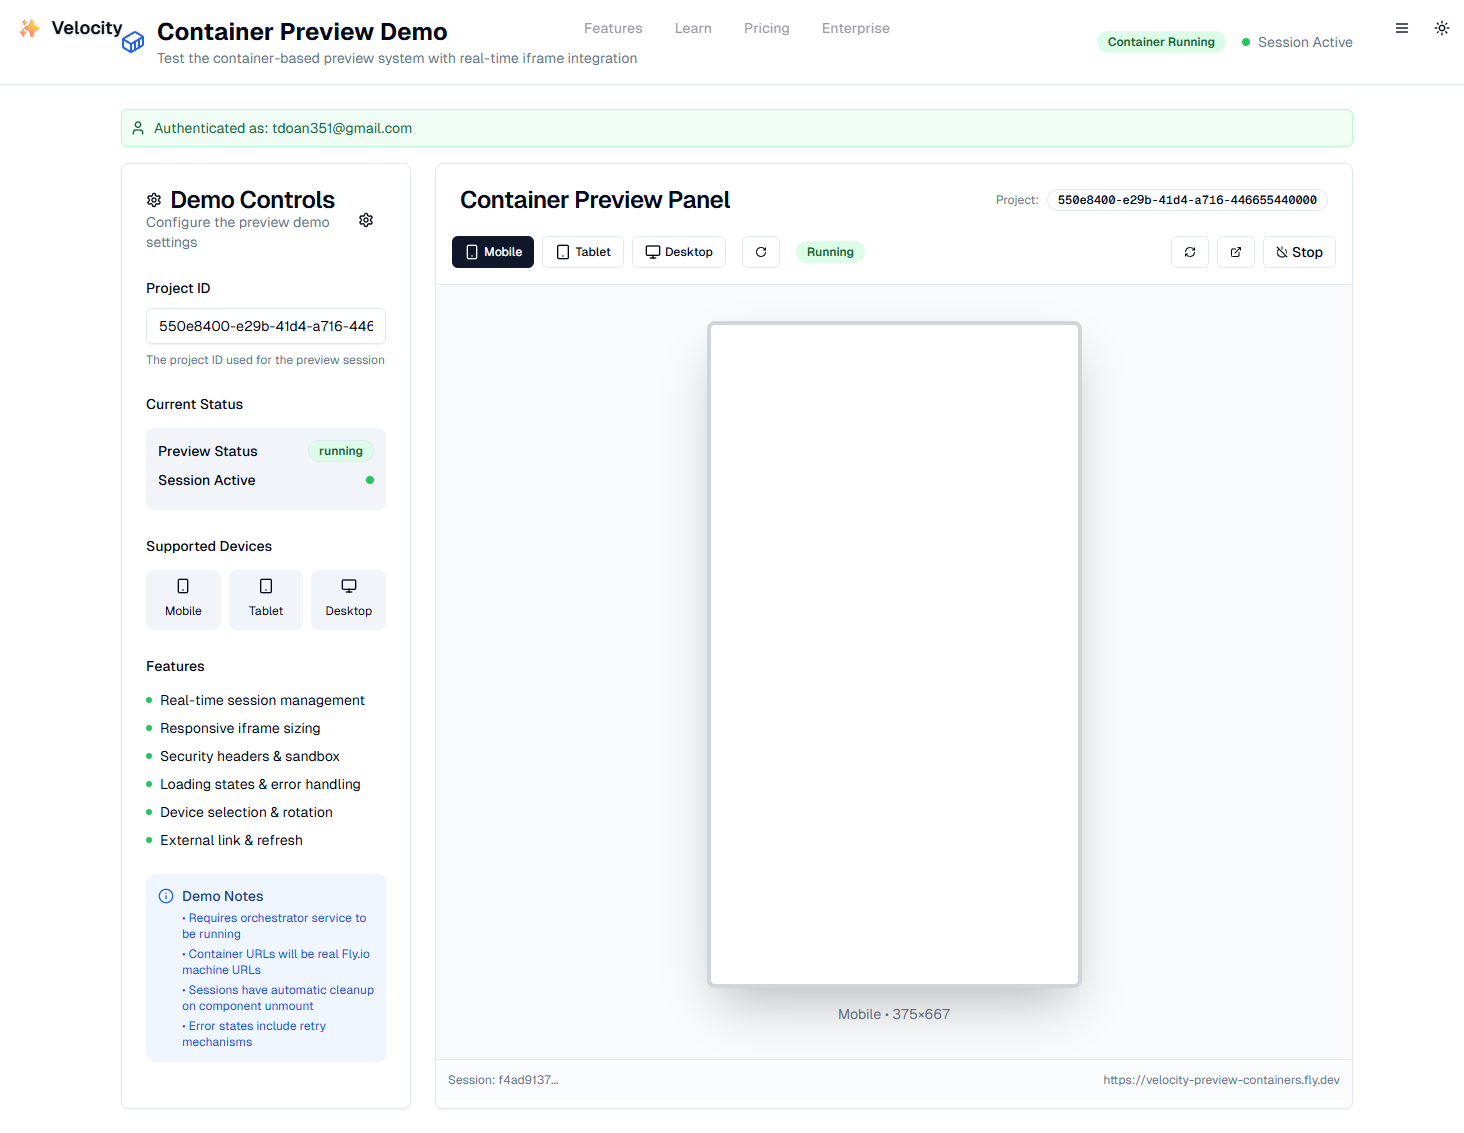 Velocity
Container Preview Demo
Test the container-based preview system with real-time iframe integration
Features
Learn
Pricing
Enterprise
Container Running
Session Active
Authenticated as: tdoan351@gmail.com
Demo Controls
Configure the preview demo
settings
Project ID
550e8400-e29b-41d4-a716-446
The project ID used for the preview session
Current Status
Preview Status
running
Session Active
Supported Devices
Mobile
Tablet
Desktop
Features
Real-time session management
Responsive iframe sizing
Security headers & sandbox
Loading states & error handling
Device selection & rotation
External link & refresh
Demo Notes
• Requires orchestrator service to
be running
• Container URLs will be real Fly.io
machine URLs
• Sessions have automatic cleanup
on component unmount
• Error states include retry
mechanisms
Container Preview Panel
Project:
550e8400-e29b-41d4-a716-446655440000
Mobile
Tablet
Desktop
Running
Stop
Mobile • 375×667
Session: f4ad9137...
https://velocity-preview-containers.fly.dev